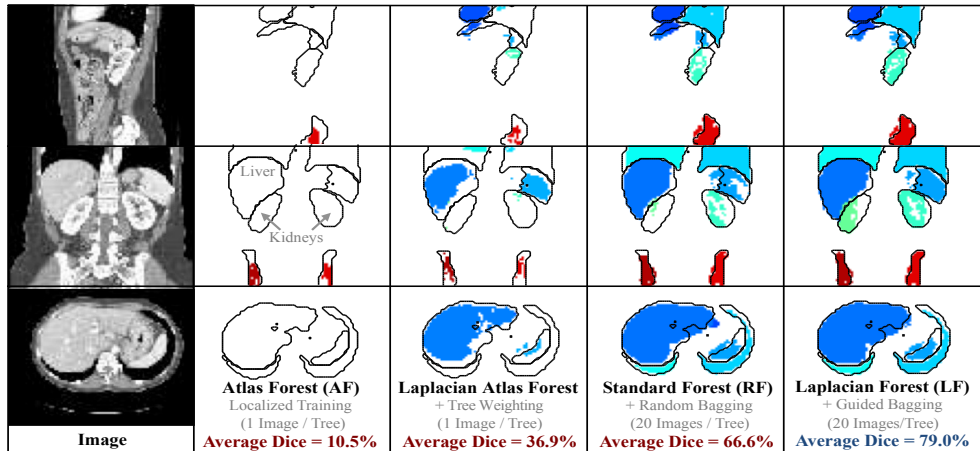 Liver
Kidneys
Image
Atlas Forest (AF)
Localized Training
(1 Image / Tree)
Average Dice = 10.5%
Laplacian Atlas Forest
+ Tree Weighting
(1 Image / Tree)
Average Dice = 36.9%
Standard Forest (RF)
+ Random Bagging
(20 Images / Tree)
Average Dice = 66.6%
Laplacian Forest (LF)
+ Guided Bagging
(20 Images/Tree)
Average Dice = 79.0%